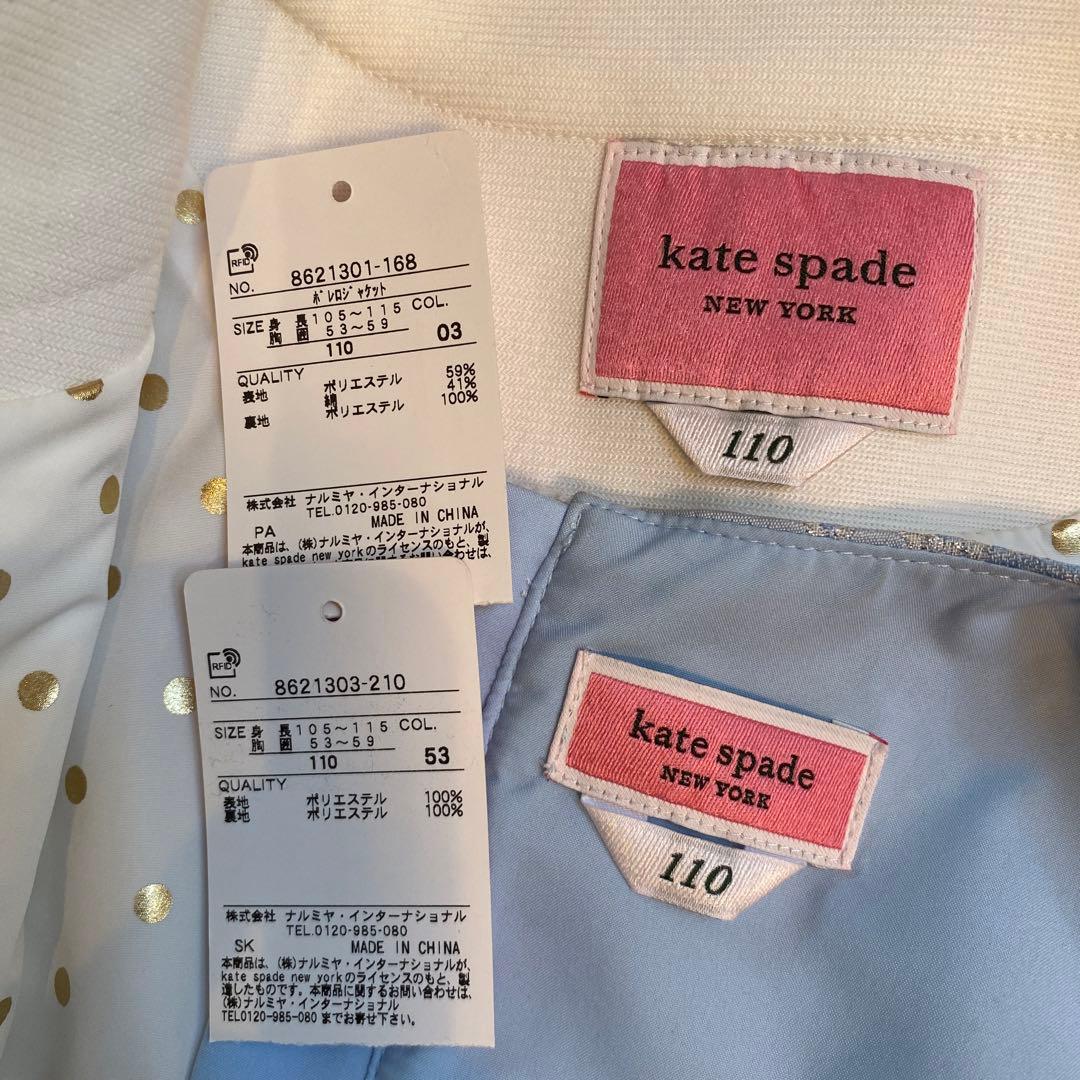 RFID
NO. 8621301-168
ﾎﾞﾚﾛｼﾞｬｹｯﾄ
SIZE 身長 105～115 COL.
胸囲 53～59
110 03
QUALITY
表地 ポリエステル 59%
綿 41%
裏地 ポリエステル 100%
株式会社 ナルミヤ・インターナショナル
TEL.0120-985-080
PA MADE IN CHINA
本商品は、(株)ナルミヤ・インターナショナルが、
kate spade new yorkのライセンスのもと、製
RFID
NO. 8621303-210
SIZE 身長 105～115 COL.
胸囲 53～59
110 53
QUALITY
表地 ポリエステル 100%
裏地 ポリエステル 100%
株式会社 ナルミヤ・インターナショナル
TEL.0120-985-080
SK MADE IN CHINA
本商品は、(株)ナルミヤ・インターナショナルが、
kate spade new yorkのライセンスのもと、製
造したものです。本商品に関するお問い合わせは、
(株)ナルミヤ・インターナショナル
TEL0120-985-080 までお寄せ下さい。
kate spade
NEW YORK
110
kate spade
NEW YORK
110